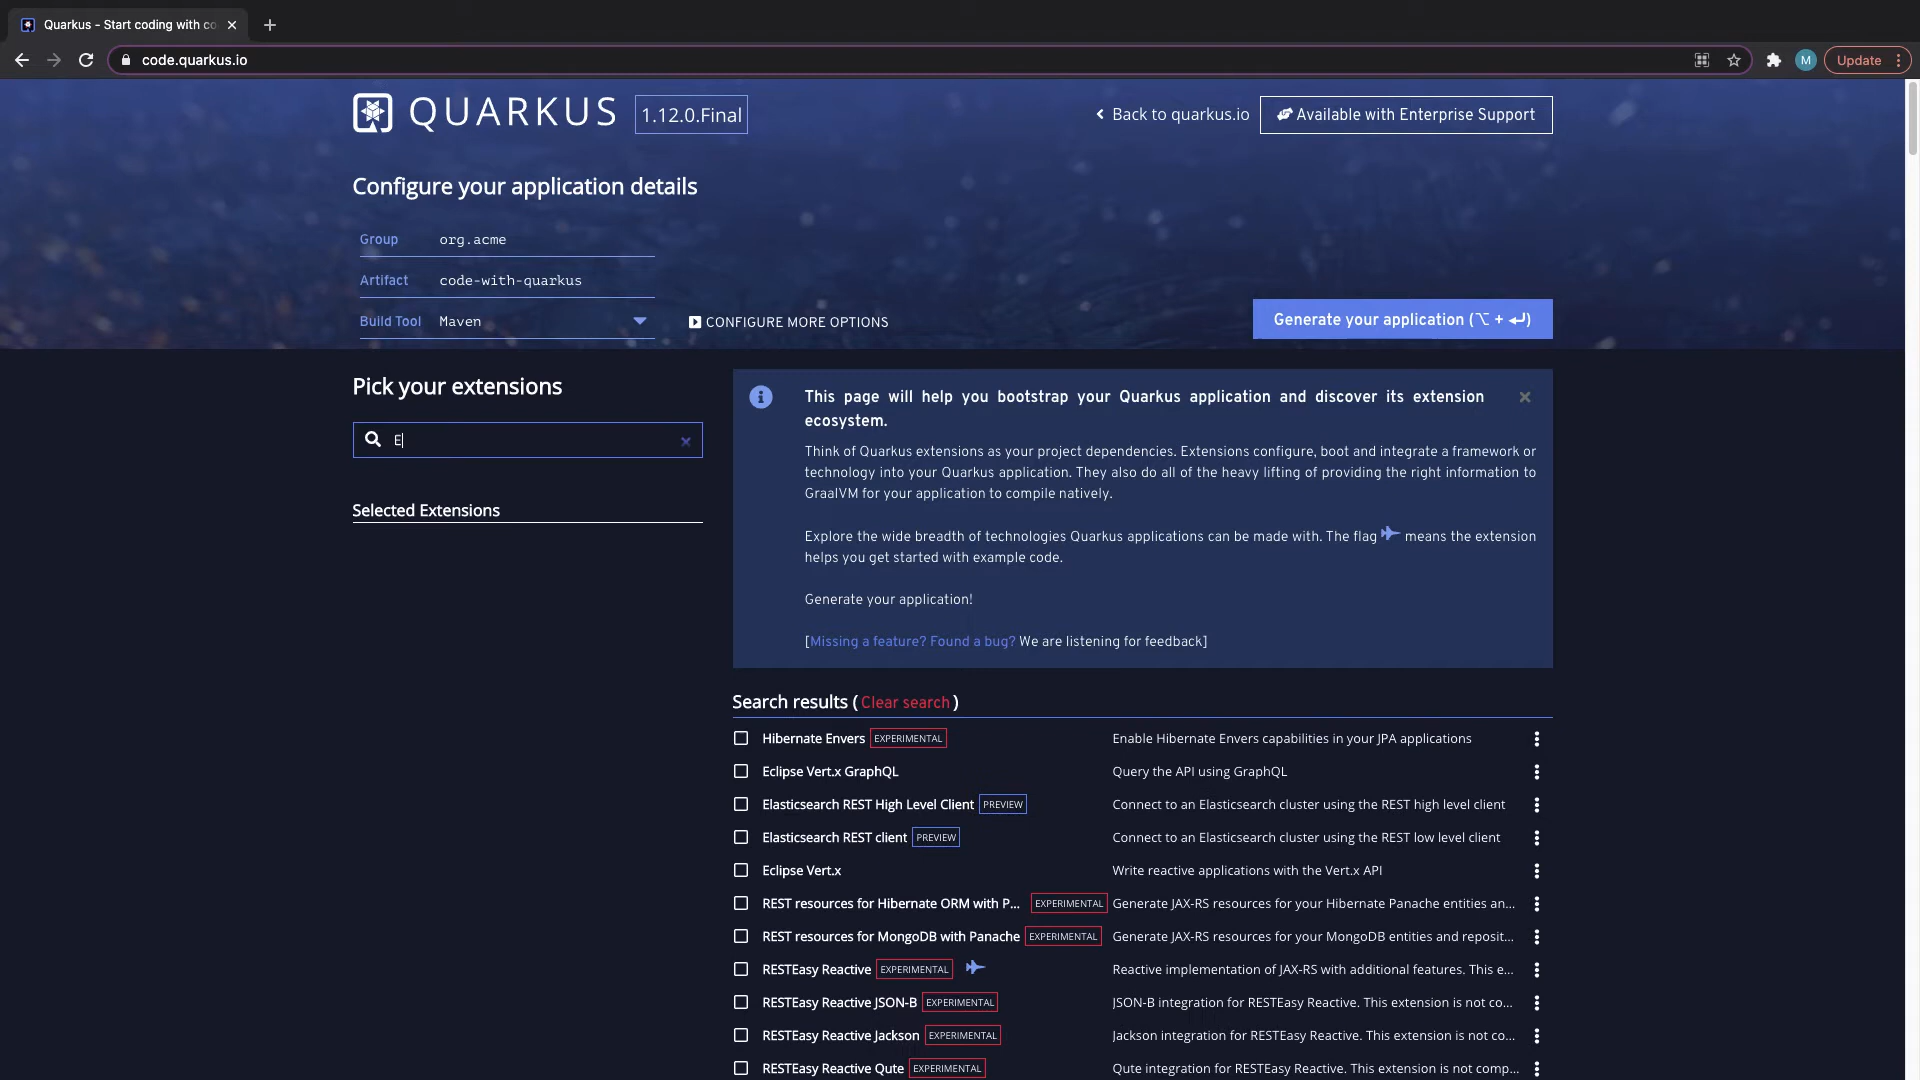 Quarkus - Start coding with co
code.quarkus.io
M
Update
QUARKUS
1.12.0.Final
Back to quarkus.io
Available with Enterprise Support
Configure your application details
Group org.acme
Artifact code-with-quarkus
Build Tool Maven
CONFIGURE MORE OPTIONS
Generate your application (⌥ + ↵)
Pick your extensions
E
Selected Extensions
This page will help you bootstrap your Quarkus application and discover its extension
ecosystem.
Think of Quarkus extensions as your project dependencies. Extensions configure, boot and integrate a framework or
technology into your Quarkus application. They also do all of the heavy lifting of providing the right information to
GraalVM for your application to compile natively.
Explore the wide breadth of technologies Quarkus applications can be made with. The flag means the extension
helps you get started with example code.
Generate your application!
[Missing a feature? Found a bug? We are listening for feedback]
Search results ( Clear search )
Hibernate Envers EXPERIMENTAL Enable Hibernate Envers capabilities in your JPA applications
Eclipse Vert.x GraphQL Query the API using GraphQL
Elasticsearch REST High Level Client PREVIEW Connect to an Elasticsearch cluster using the REST high level client
Elasticsearch REST client PREVIEW Connect to an Elasticsearch cluster using the REST low level client
Eclipse Vert.x Write reactive applications with the Vert.x API
REST resources for Hibernate ORM with P... EXPERIMENTAL Generate JAX-RS resources for your Hibernate Panache entities an...
REST resources for MongoDB with Panache EXPERIMENTAL Generate JAX-RS resources for your MongoDB entities and reposit...
RESTEasy Reactive EXPERIMENTAL Reactive implementation of JAX-RS with additional features. This e...
RESTEasy Reactive JSON-B EXPERIMENTAL JSON-B integration for RESTEasy Reactive. This extension is not co...
RESTEasy Reactive Jackson EXPERIMENTAL Jackson integration for RESTEasy Reactive. This extension is not co...
RESTEasy Reactive Qute EXPERIMENTAL Qute integration for RESTEasy Reactive. This extension is not comp...